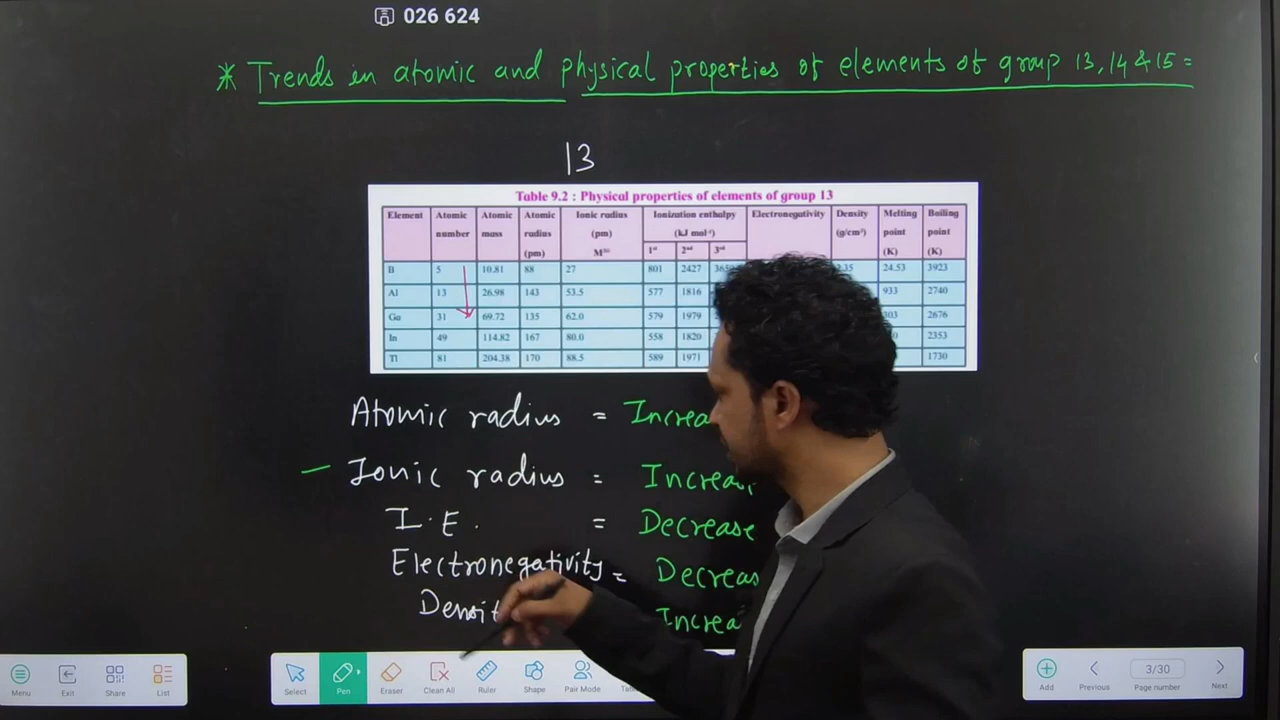 026 624
* Trends in atomic and physical properties of elements of group 13, 14 & 15 =
13
Table 9.2 : Physical properties of elements of group 13
Element Atomic number Atomic mass Atomic radius (pm) Ionic radius (pm) M³⁺ Ionization enthalpy (kJ mol⁻¹) 1st 2nd 3rd Electronegativity Density (g/cm³) Melting point (K) Boiling point (K)
B 5 10.81 88 27 801 2427 2.35 24.53 3923
Al 13 26.98 143 53.5 577 1816 933 2740
Ga 31 69.72 135 62.0 579 1979 303 2676
In 49 114.82 167 80.0 558 1820 2353
Tl 81 204.38 170 88.5 589 1971 1730
Atomic radius =
— Ionic radius =
I.E. = Decrease
Electronegativity =
Menu Exit Share List Select Pen Eraser Clean All Ruler Shape Pair Mode Add Previous 3/30 Page number Next